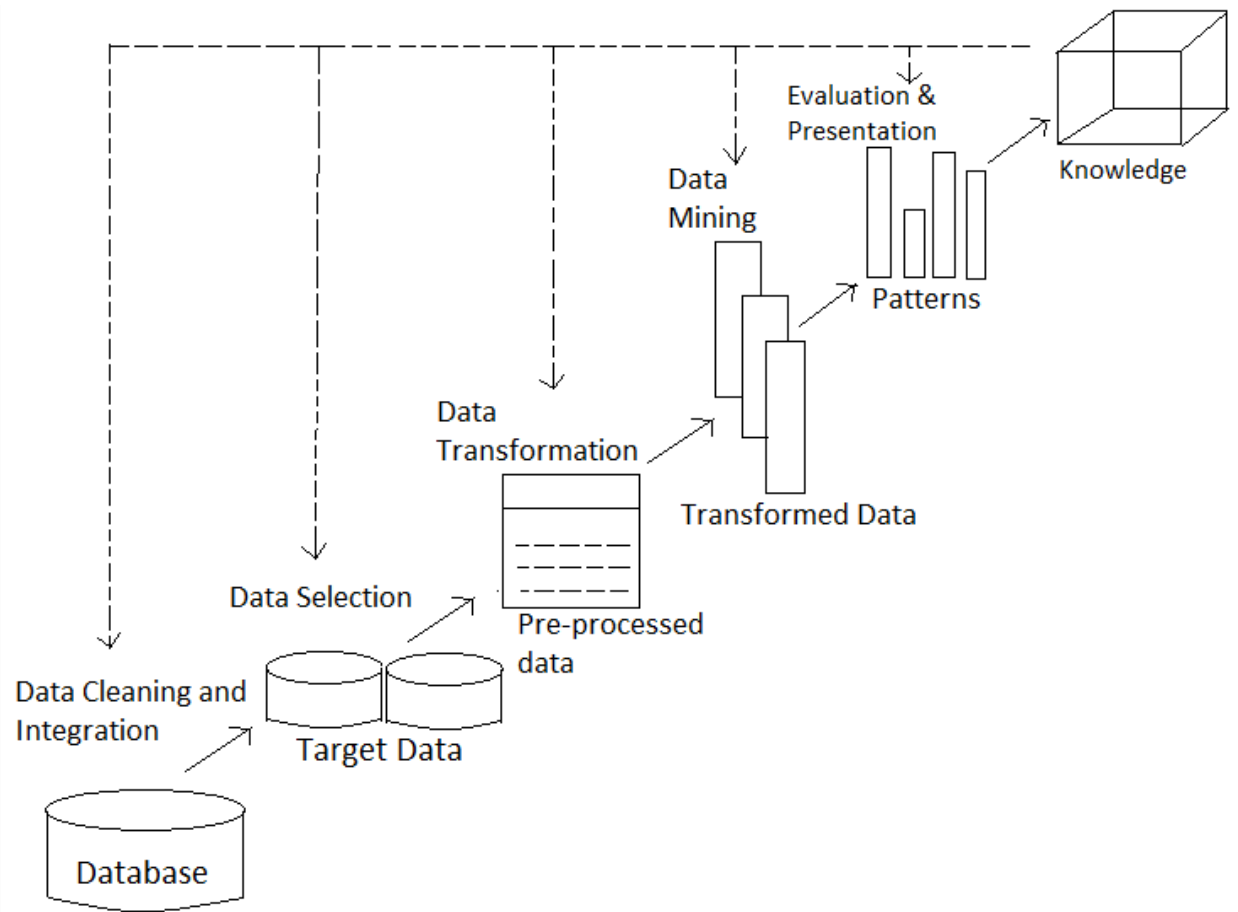 Evaluation &
Presentation
Knowledge
Data
Mining
Patterns
Data
Transformation
Transformed Data
Data Selection
Pre-processed
data
Data Cleaning and
Integration
Target Data
Database